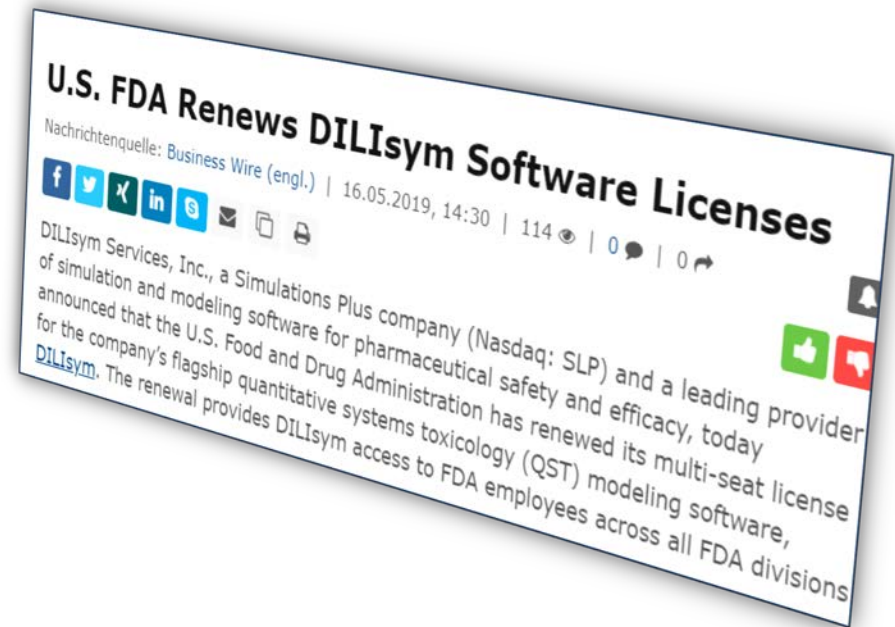 U.S. FDA Renews DILIsym Software Licenses
Nachrichtenquelle: Business Wire (engl.) | 16.05.2019, 14:30 | 114 | 0 | 0
DILIsym Services, Inc., a Simulations Plus company (Nasdaq: SLP) and a leading provider
of simulation and modeling software for pharmaceutical safety and efficacy, today
announced that the U.S. Food and Drug Administration has renewed its multi-seat license
for the company's flagship quantitative systems toxicology (QST) modeling software,
DILIsym. The renewal provides DILIsym access to FDA employees across all FDA divisions